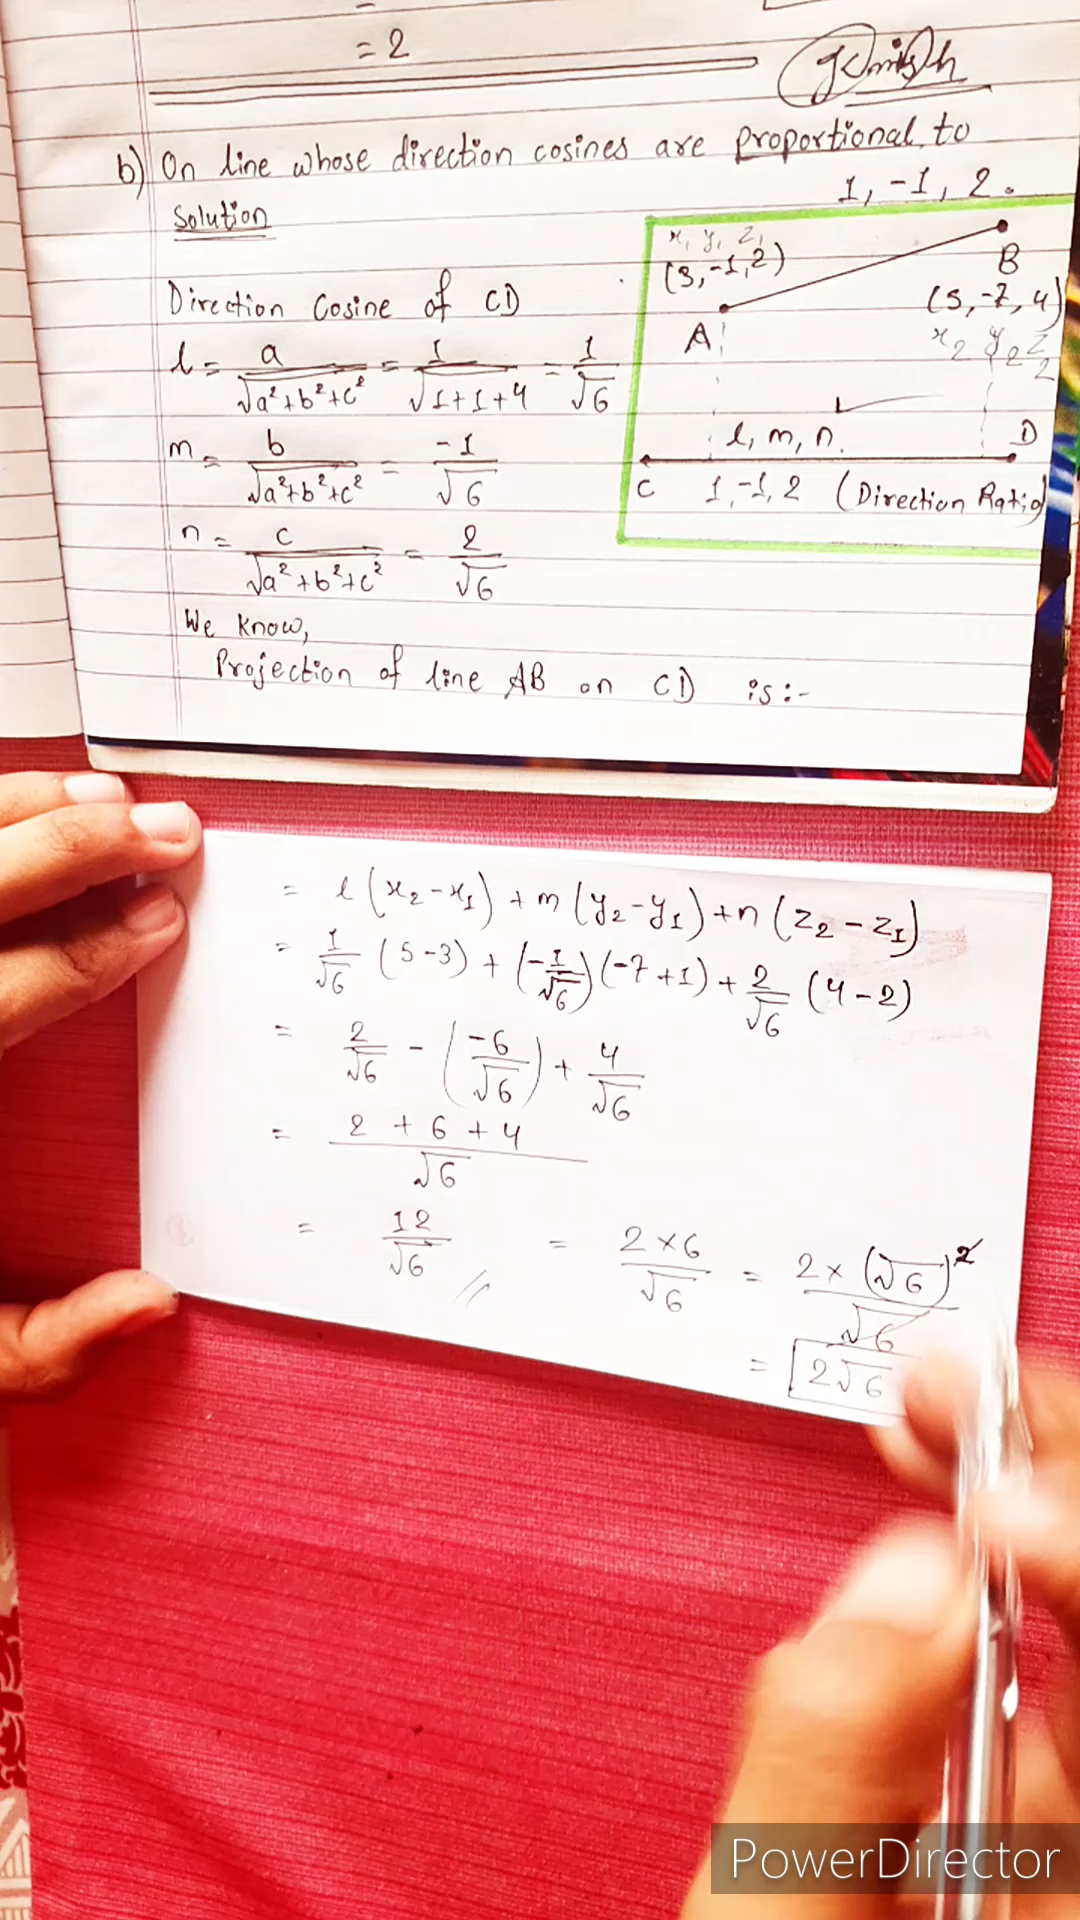 = 2
b) On line whose direction cosines are proportional to
1, -1, 2.
Solution
x₁ y₁ z₁
(3, -1, 2)
B
(5, -7, 4)
x₂ y₂ z₂
A
Direction Cosine of CD
l = a/√a²+b²+c² = 1/√1+1+4 = 1/√6
l, m, n.
D
m = b/√a²+b²+c² = -1/√6
C 1, -1, 2 (Direction Ratio)
n = c/√a²+b²+c² = 2/√6
We know,
Projection of line AB on CD is :-
= l (x₂ - x₁) + m (y₂ - y₁) + n (z₂ - z₁)
= 1/√6 (5-3) + (-1/√6) (-7+1) + 2/√6 (4-2)
= 2/√6 - (-6/√6) + 4/√6
= 2 + 6 + 4/√6
= 12/√6 = 2×6/√6 = 2×(√6)²/√6
= 2√6
PowerDirector